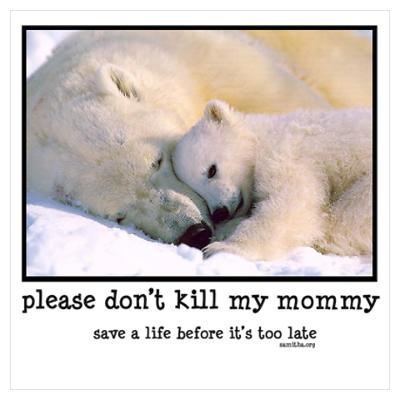 please don't kill my mommy
save a life before it's too late
samitha.org